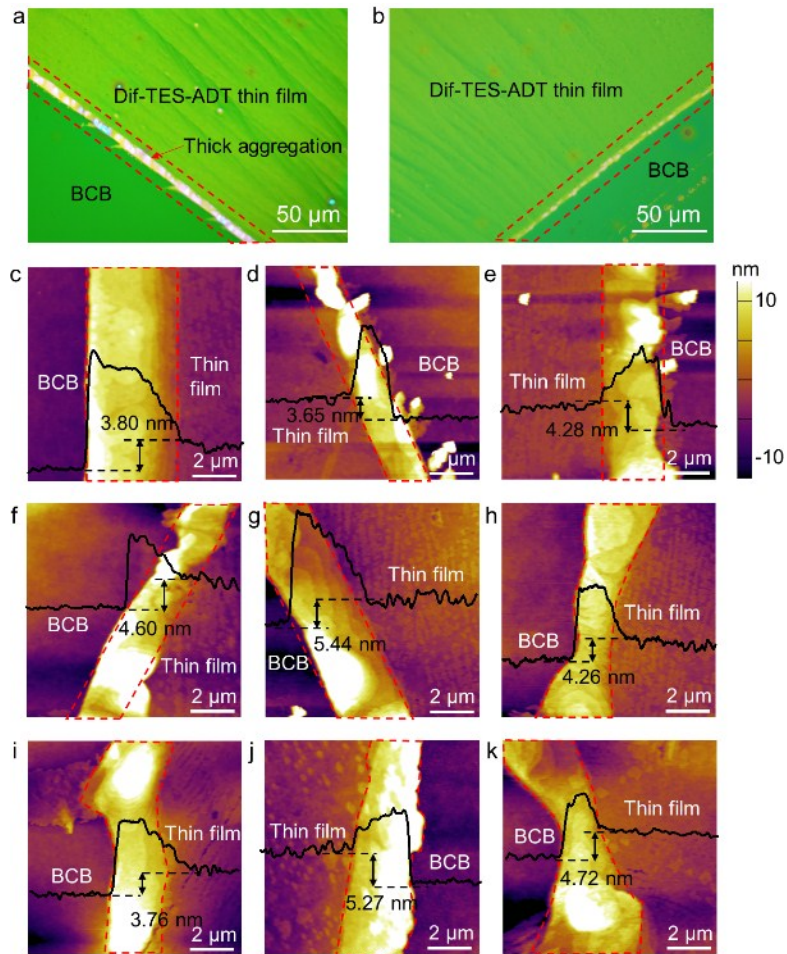 a
Dif-TES-ADT thin film
Thick aggregation
BCB
50 μm
b
Dif-TES-ADT thin film
BCB
50 μm
c
BCB
Thin
film
3.80 nm
2 μm
d
BCB
3.65 nm
Thin film
μm
e
Thin film
BCB
4.28 nm
2 μm
nm
10
-10
f
BCB
4.60 nm
Thin film
2 μm
g
Thin film
5.44 nm
BCB
2 μm
h
Thin film
BCB
4.26 nm
2 μm
i
Thin film
BCB
3.76 nm
2 μm
j
Thin film
BCB
5.27 nm
2 μm
k
Thin film
BCB
4.72 nm
2 μm